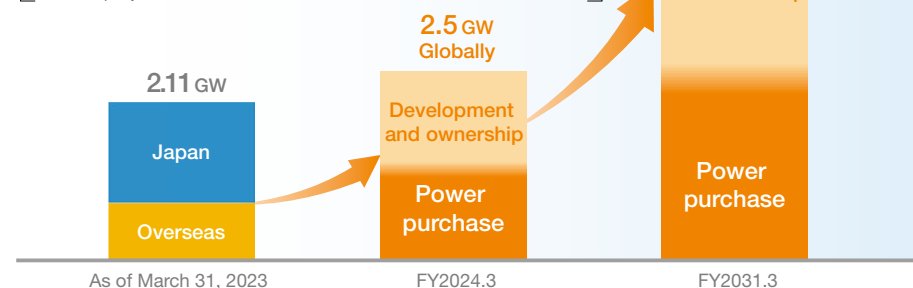 2.5 GW
Globally
2.11 GW
Development
and ownership
Japan
Power
purchase
Power
purchase
Overseas
As of March 31, 2023
FY2024.3
FY2031.3